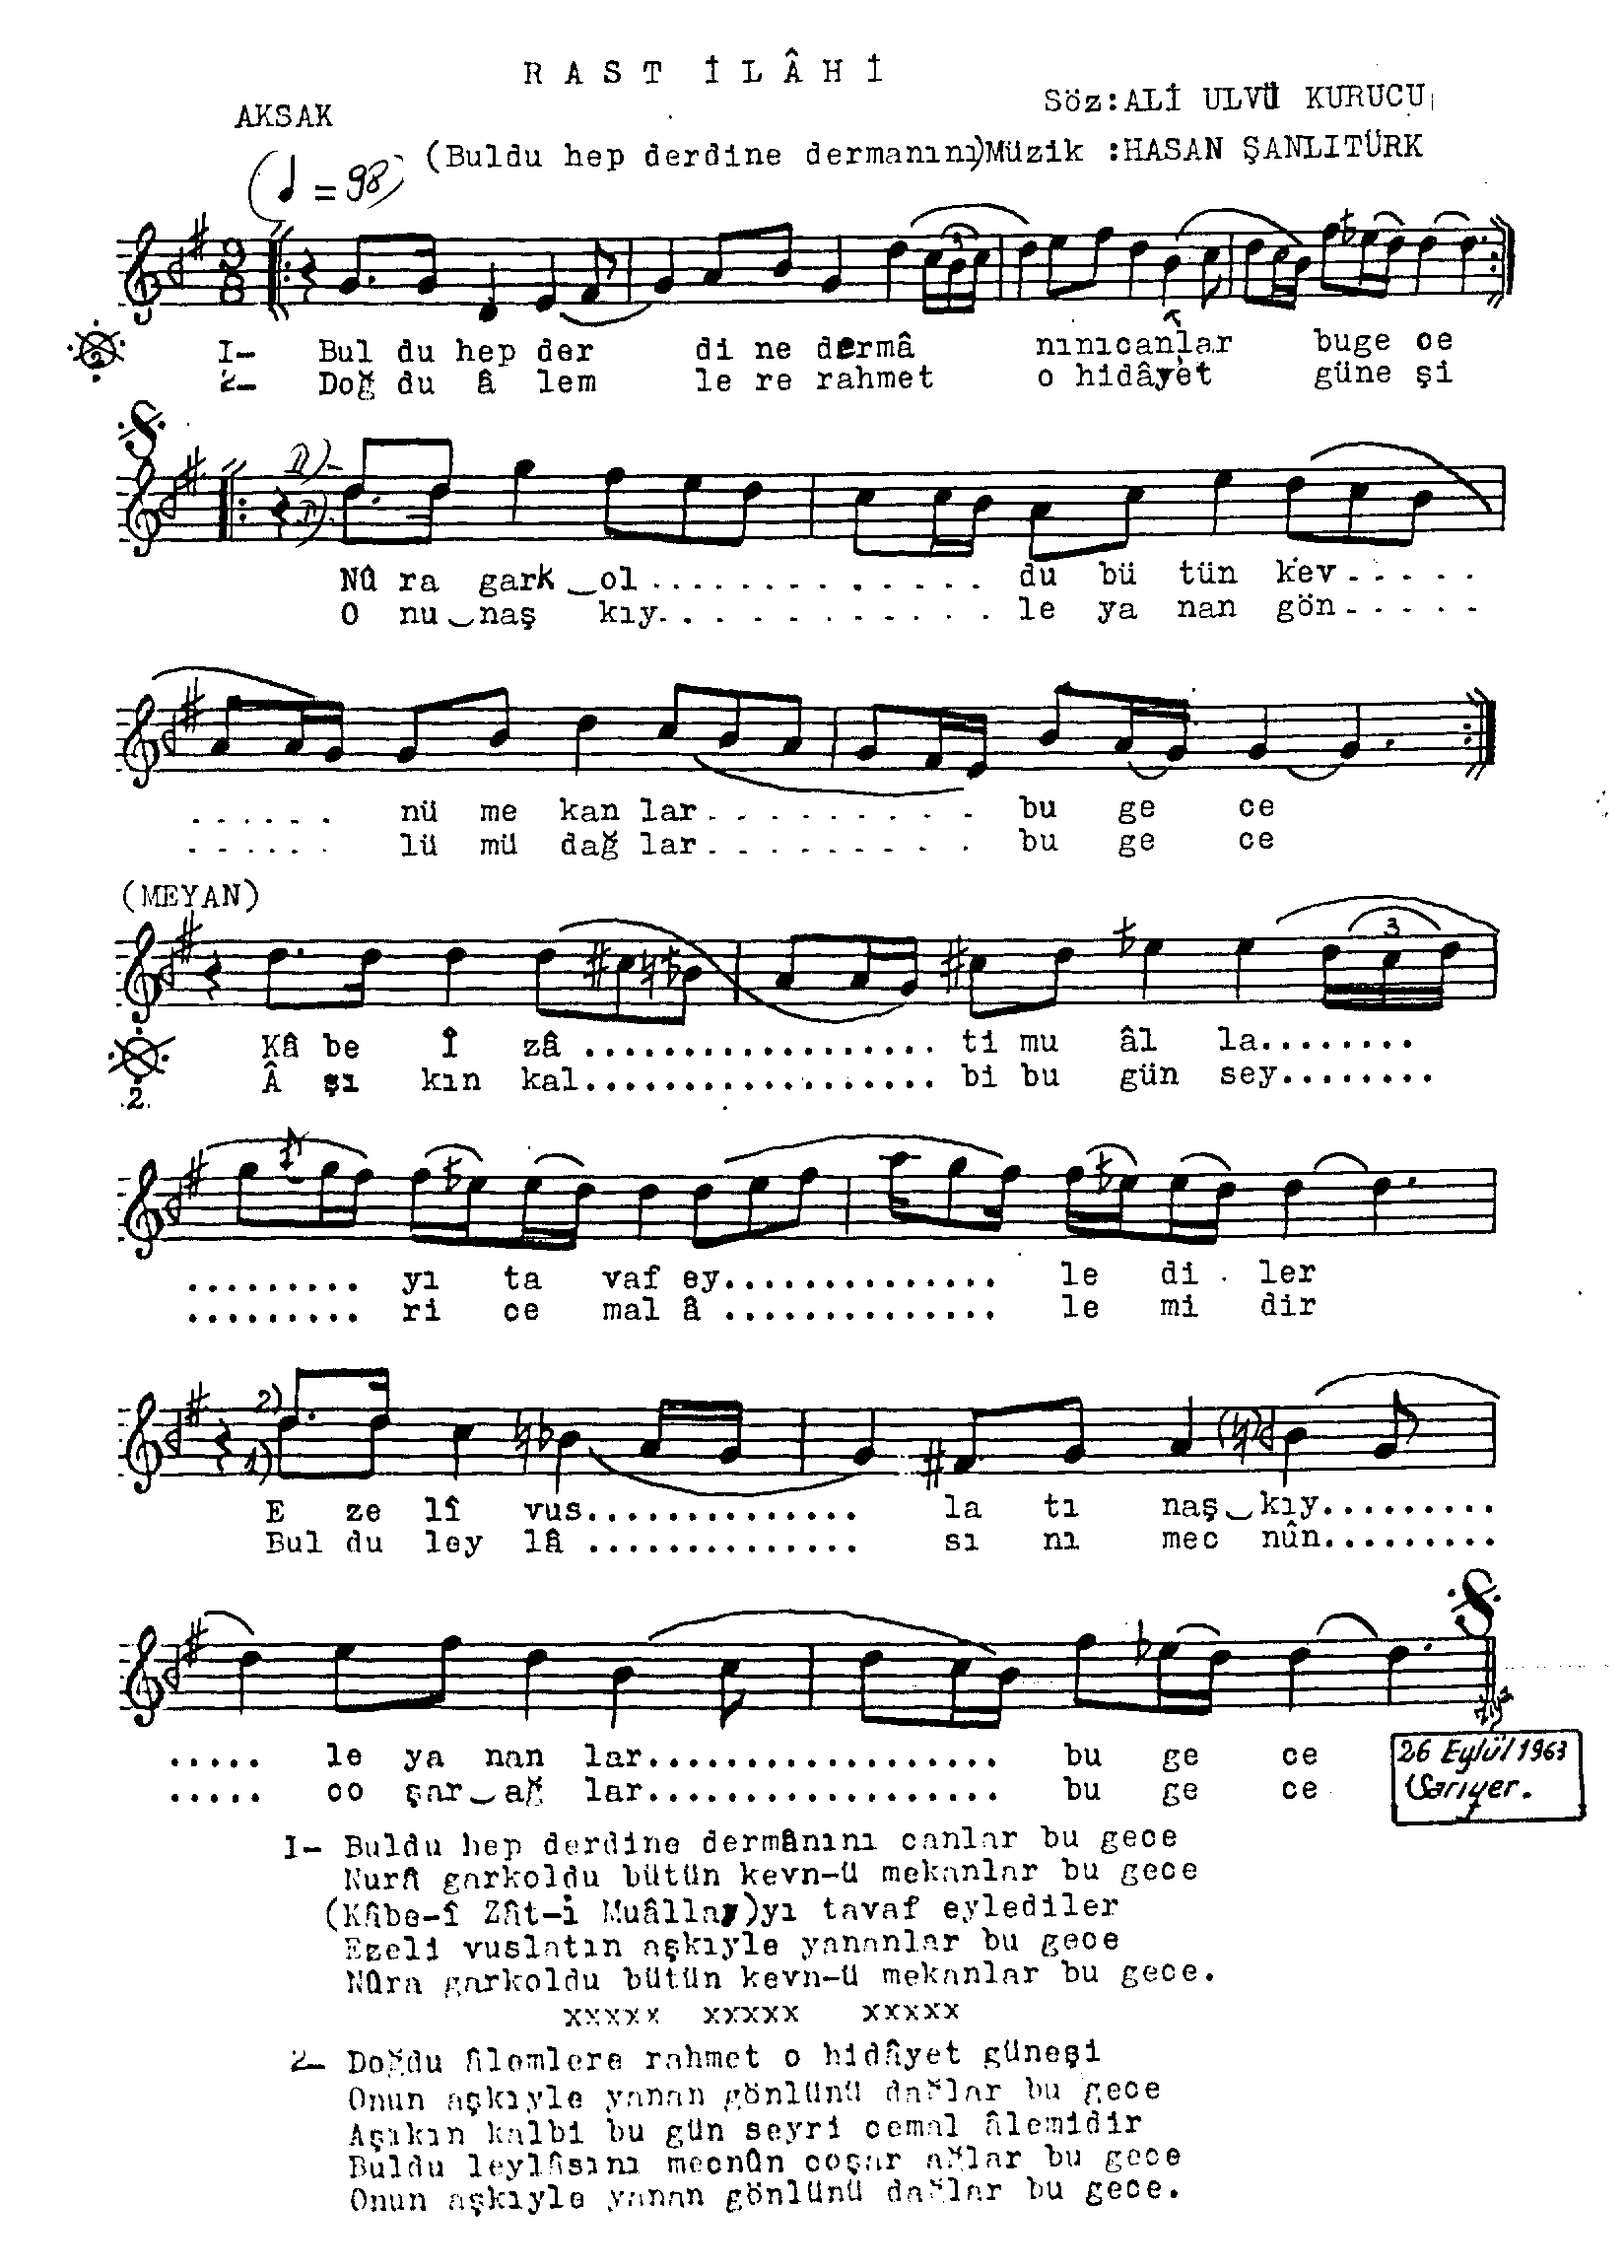 RAST İLÂHİ
AKSAK
Söz:ALİ ULVÜ KURUCU
(Buldu hep derdine dermanını)Müzik :HASAN ŞANLITÜRK
( = 98)
9
8
3
I- Bul du hep der di ne dermâ nınıcanlar buge ce
2- Doğ du â lem le re rahmet o hidâyet güne şi
2)-
1)
Nû ra gark‿ol.............. du bü tün kev.....
O nu‿naş kıy............ le ya nan gön.....
...... nü me kan lar......... bu ge ce
...... lü mü dağ lar......... bu ge ce
(MEYAN)
3
Kâ be Î zâ .................. ti mu âl la........
2.
Â şı kın kal.................. bi bu gün sey........
......... yı ta vaf ey.............. le di ler
......... ri ce mal â .............. le mi dir
2)
1)
E ze lî vus.............. la tı naş‿kıy.........
Bul du ley lâ .............. sı nı mec nûn.........
..... le ya nan lar.................. bu ge ce
..... co şar‿ağ lar.................. bu ge ce
26 Eylül 1963
Sarıyer.
I- Buldu hep derdine dermânını canlar bu gece
Nurâ garkoldu bütün kevn-ü mekanlar bu gece
(Kâbe-î Zât-i Muâllay)yı tavaf eylediler
Ezeli vuslatın aşkıyle yananlar bu gece
Nûra garkoldu bütün kevn-ü mekanlar bu gece.
xxxxx xxxxx xxxxx
2- Doğdu âlemlere rahmet o hidâyet güneşi
Onun aşkıyle yanan gönlünü dağlar bu gece
Aşıkın kalbi bu gün seyri cemal âlemidir
Buldu leylâsını mecnûn coşar ağlar bu gece
Onun aşkıyle yanan gönlünü dağlar bu gece.